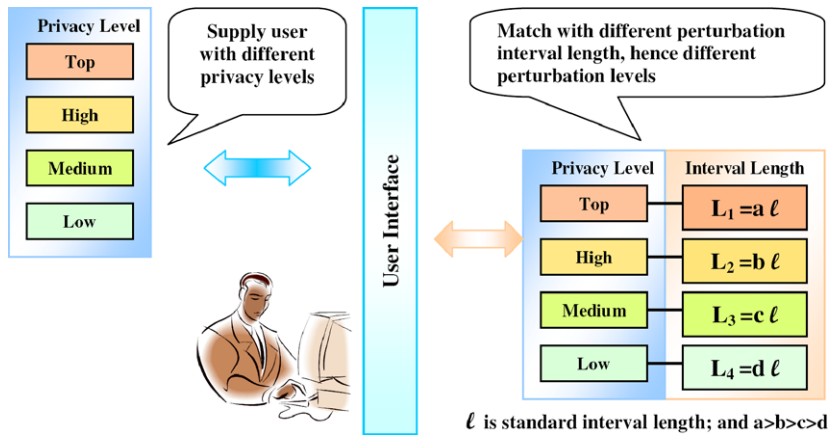 Privacy Level
Top
High
Medium
Low
Supply user
with different
privacy levels
User Interface
Match with different perturbation
interval length, hence different
perturbation levels
Privacy Level Interval Length
Top L₁ =a ℓ
High L₂ =b ℓ
Medium L₃ =c ℓ
Low L₄ =d ℓ
ℓ is standard interval length; and a>b>c>d